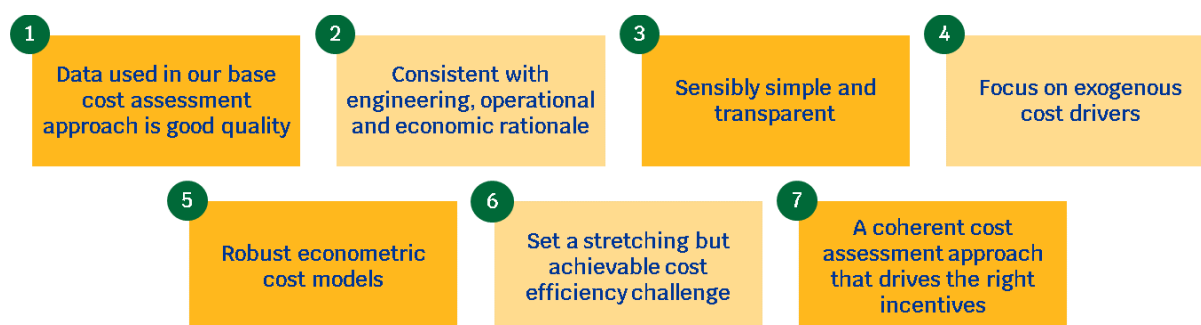 1
Data used in our base
cost assessment
approach is good quality
2
Consistent with
engineering, operational
and economic rationale
3
Sensibly simple and
transparent
4
Focus on exogenous
cost drivers
5
Robust econometric
cost models
6
Set a stretching but
achievable cost
efficiency challenge
7
A coherent cost
assessment approach
that drives the right
incentives